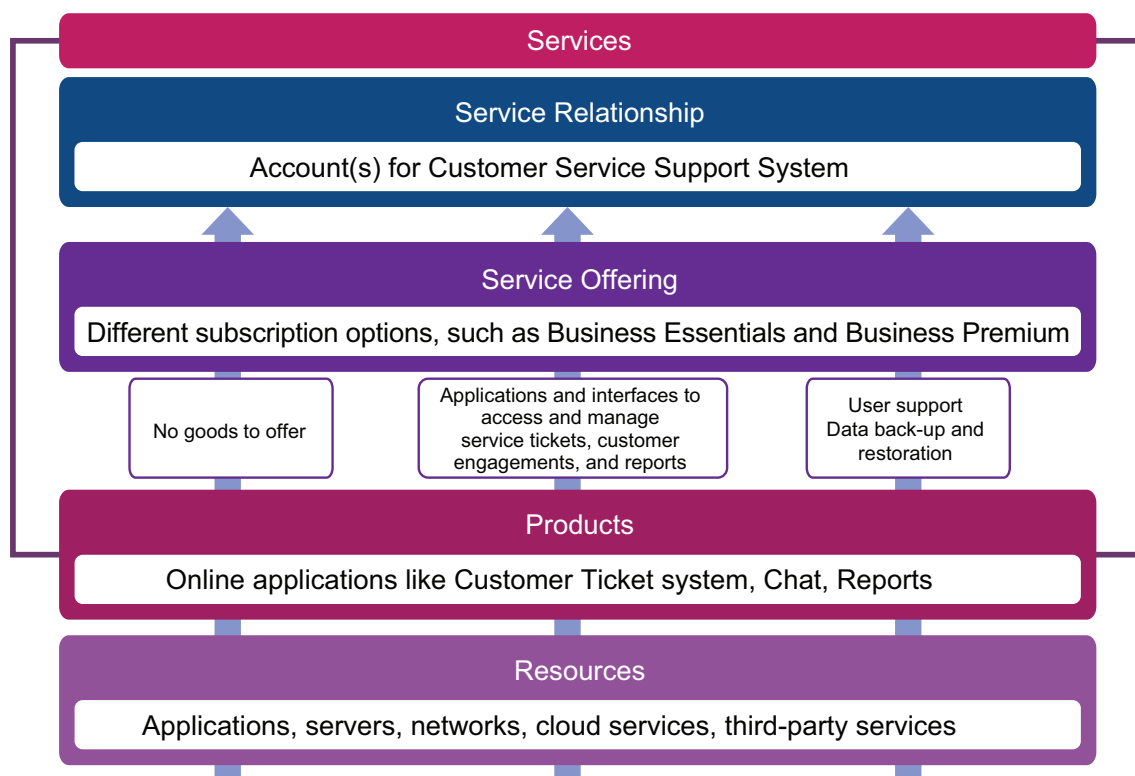 Services
Service Relationship
Account(s) for Customer Service Support System
Service Offering
Different subscription options, such as Business Essentials and Business Premium
No goods to offer
Applications and interfaces to
access and manage
service tickets, customer
engagements, and reports
User support
Data back-up and
restoration
Products
Online applications like Customer Ticket system, Chat, Reports
Resources
Applications, servers, networks, cloud services, third-party services